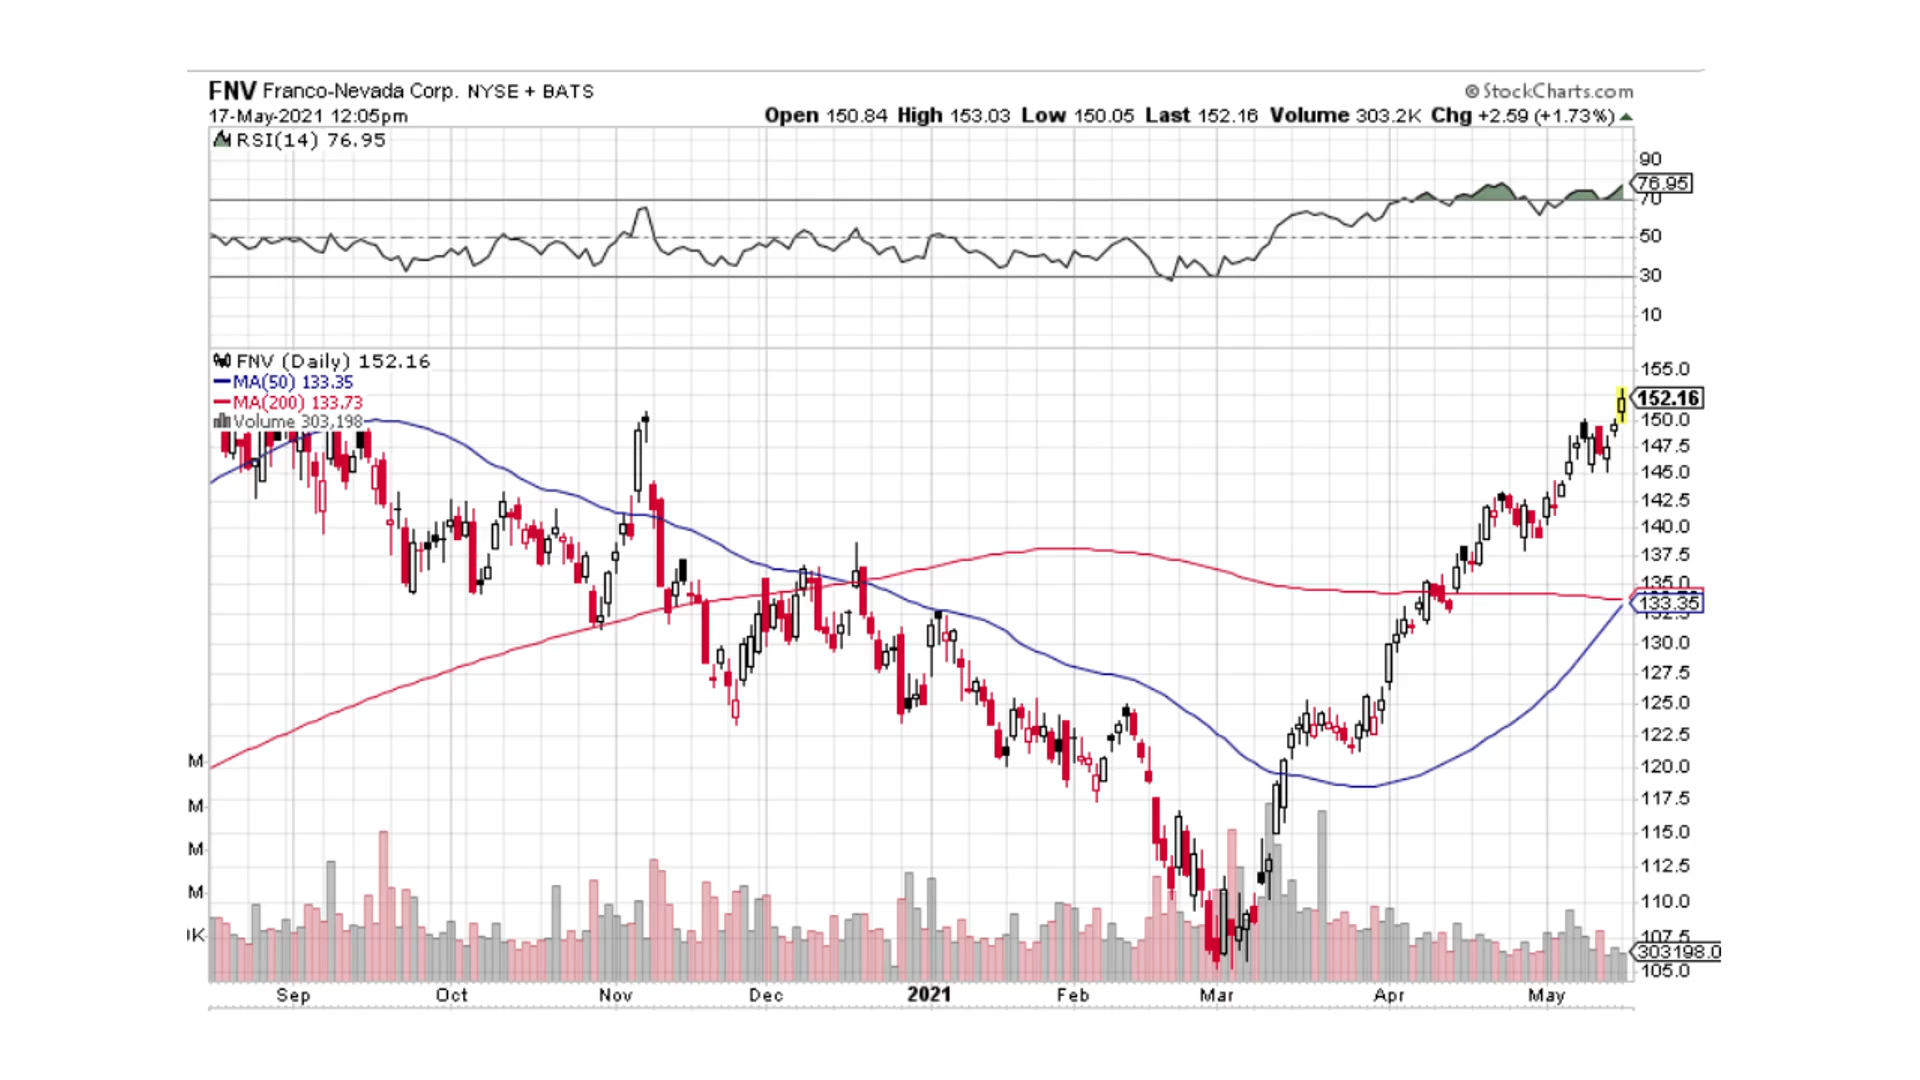 FNV Franco-Nevada Corp. NYSE + BATS
© StockCharts.com
17-May-2021 12:05pm
Open 150.84 High 153.03 Low 150.05 Last 152.16 Volume 303.2K Chg +2.59 (+1.73%)
RSI(14) 76.95
90
76.95
70
50
30
10
FNV (Daily) 152.16
MA(50) 133.35
MA(200) 133.73
Volume 303,198
155.0
152.16
150.0
147.5
145.0
142.5
140.0
137.5
135.0
133.35
132.5
130.0
127.5
125.0
122.5
120.0
117.5
115.0
112.5
110.0
107.5
303198.0
105.0
M
M
M
M
K
Sep Oct Nov Dec 2021 Feb Mar Apr May